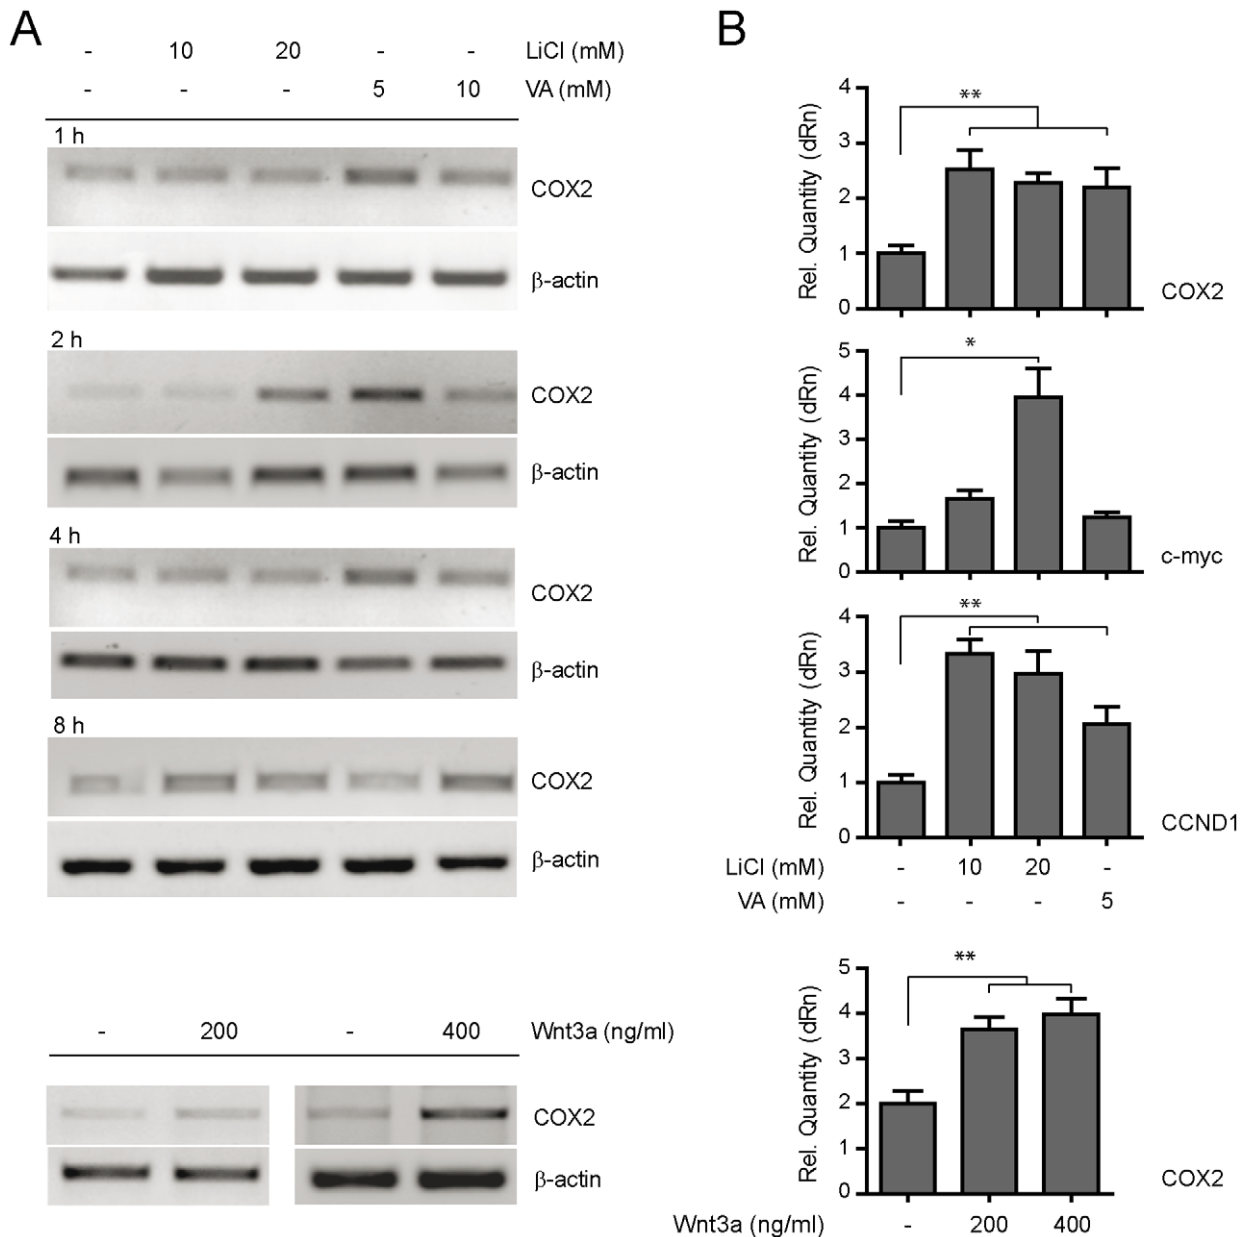 A
- 10 20 - - LiCl (mM)
- - - 5 10 VA (mM)
1 h
COX2
β-actin
2 h
COX2
β-actin
4 h
COX2
β-actin
8 h
COX2
β-actin
- 200 - 400 Wnt3a (ng/ml)
COX2
β-actin
B
4
3
2
1
0
Rel. Quantity (dRn)
**
COX2
5
4
3
2
1
0
Rel. Quantity (dRn)
*
c-myc
4
3
2
1
0
Rel. Quantity (dRn)
**
CCND1
LiCl (mM) - 10 20 -
VA (mM) - - - 5
5
4
3
2
1
0
Rel. Quantity (dRn)
**
COX2
Wnt3a (ng/ml) - 200 400